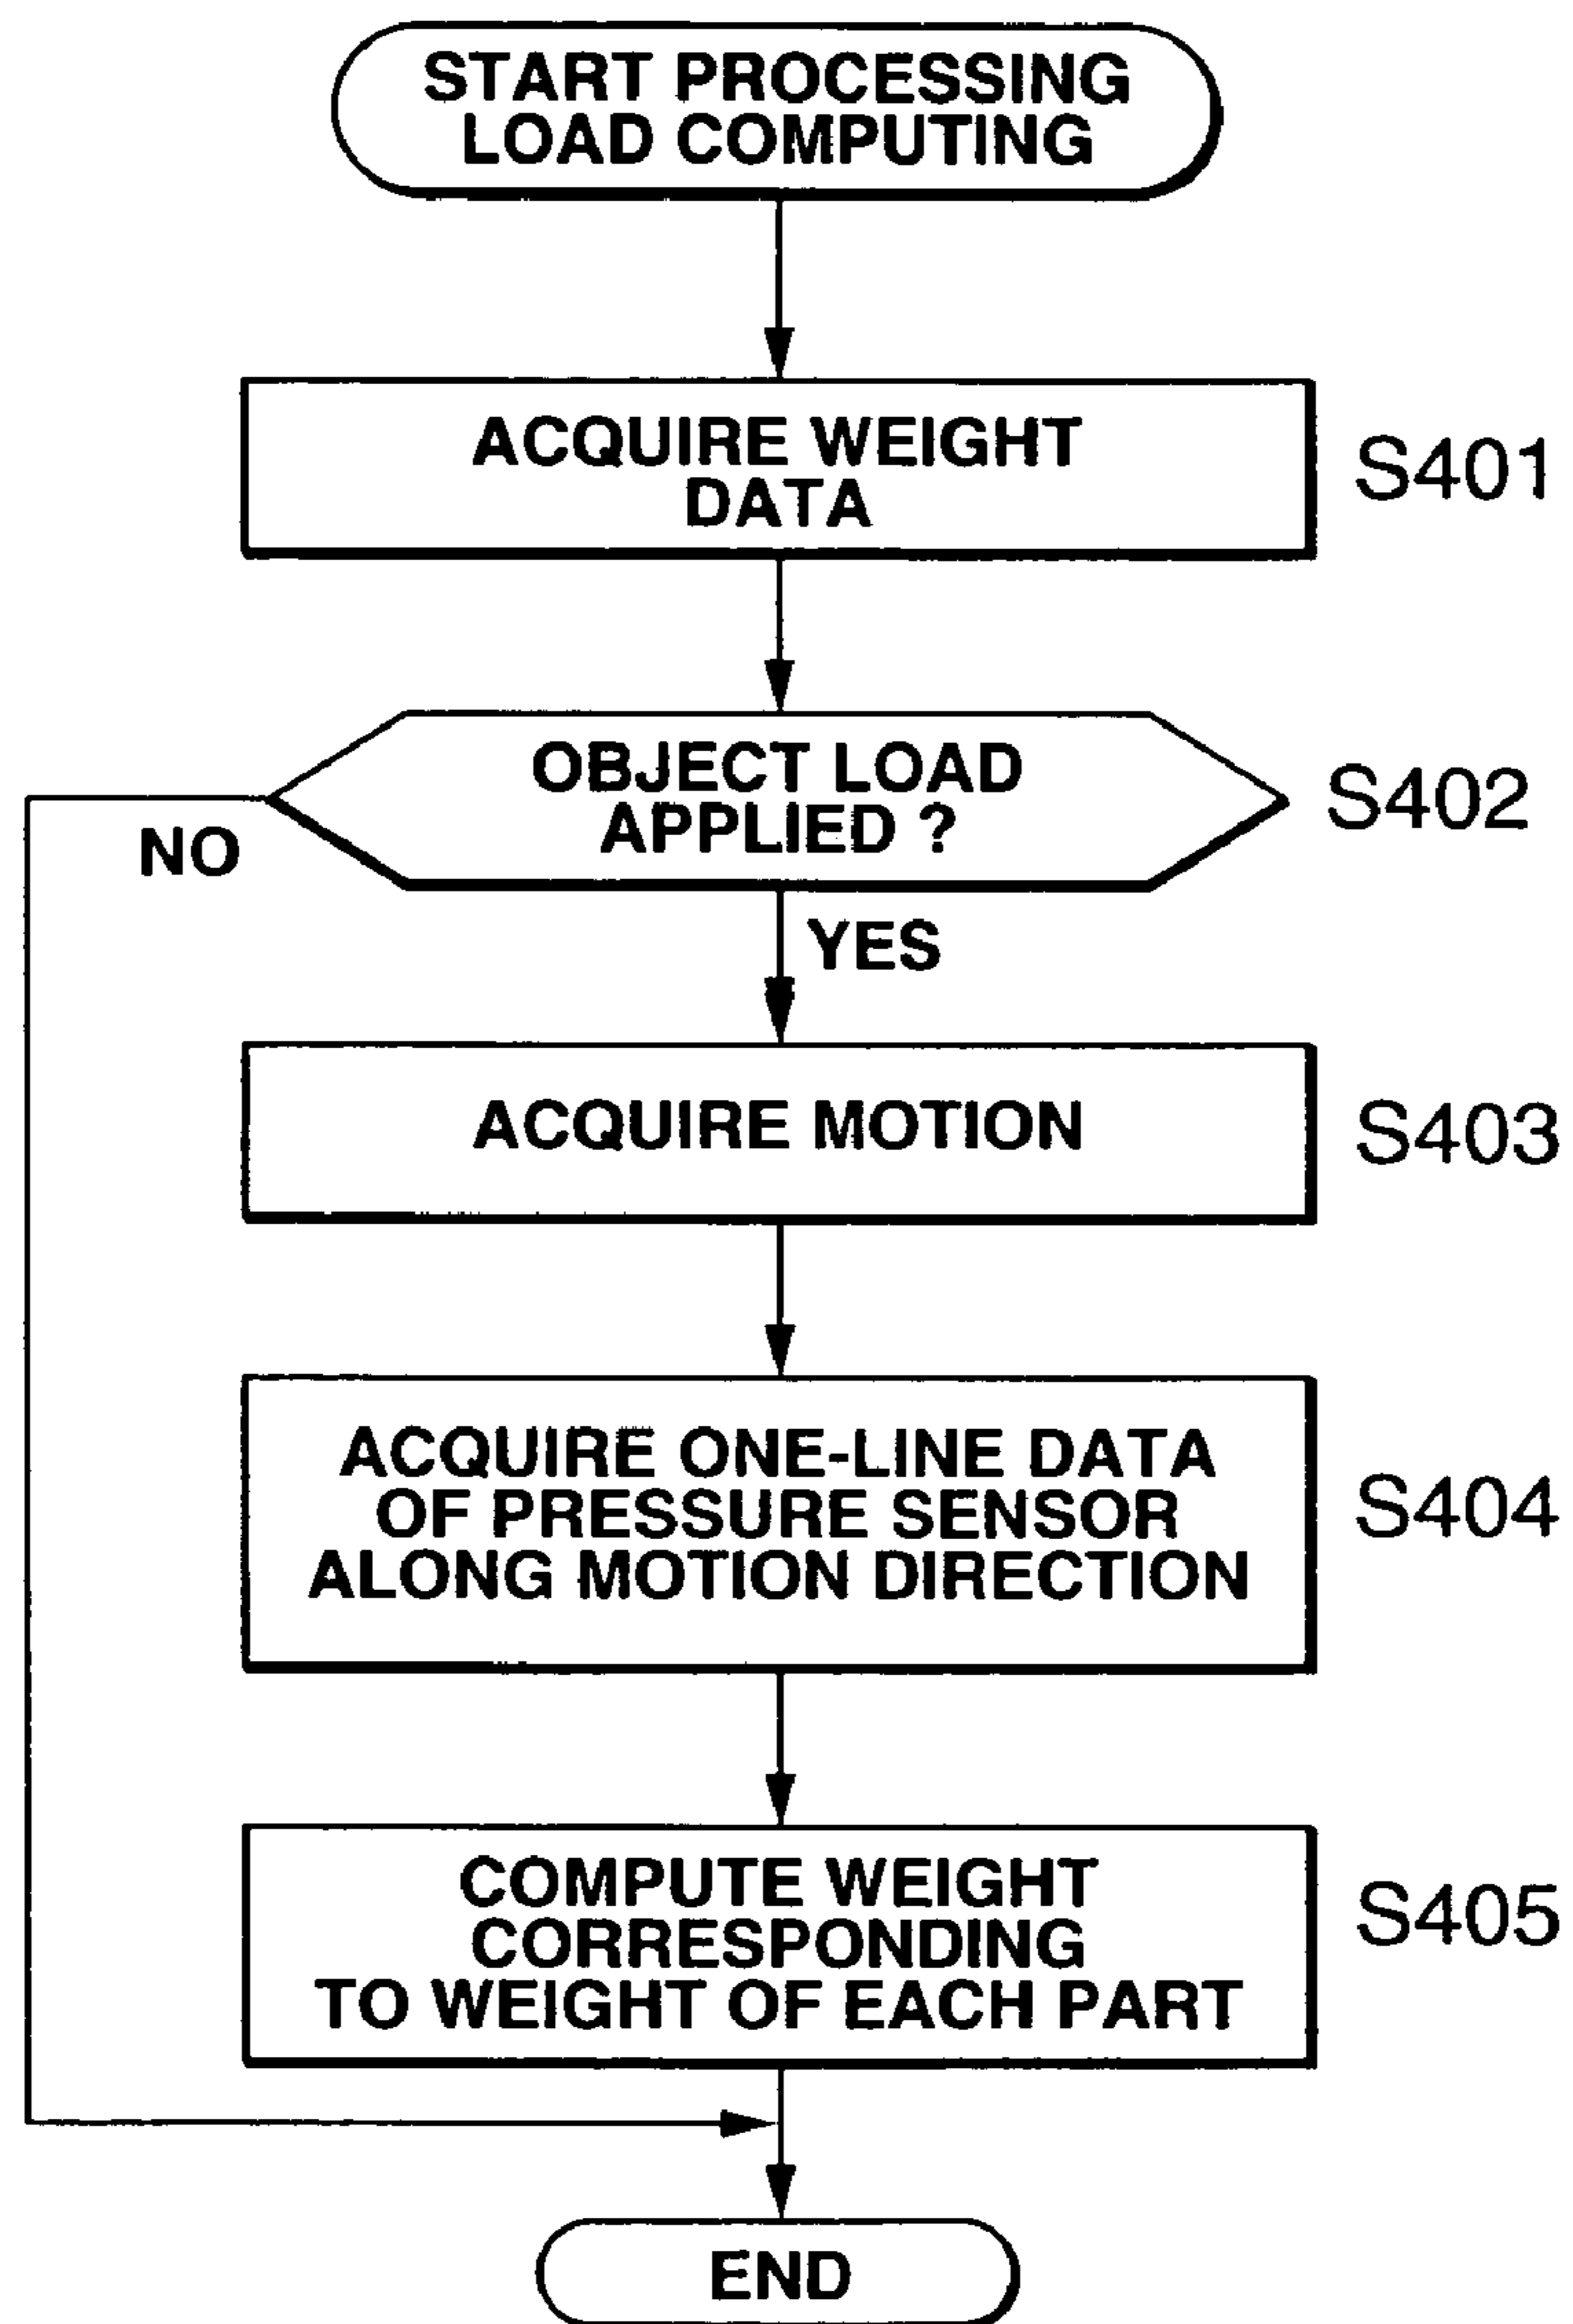 START PROCESSING
LOAD COMPUTING
ACQUIRE WEIGHT
DATA
S401
OBJECT LOAD
APPLIED ?
S402
NO
YES
ACQUIRE MOTION
S403
ACQUIRE ONE-LINE DATA
OF PRESSURE SENSOR
ALONG MOTION DIRECTION
S404
COMPUTE WEIGHT
CORRESPONDING
TO WEIGHT OF EACH PART
S405
END